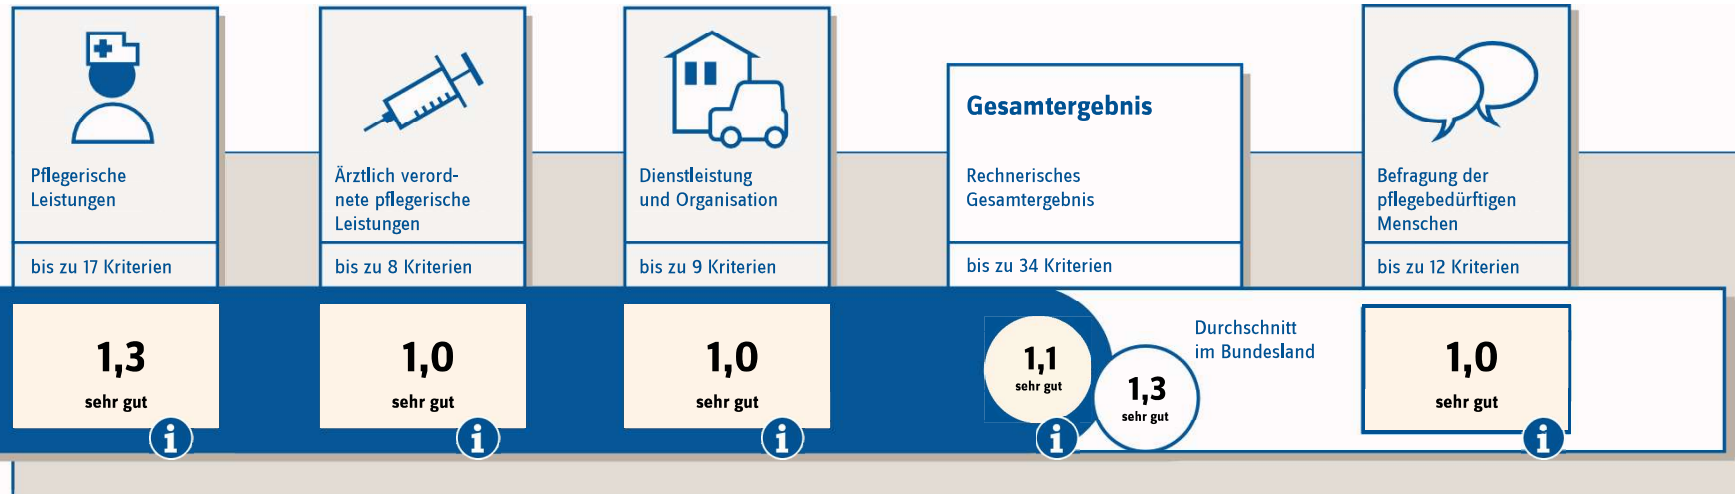 Pflegerische
Leistungen
bis zu 17 Kriterien
1,3
sehr gut
i
Ärztlich verord-
nete pflegerische
Leistungen
bis zu 8 Kriterien
1,0
sehr gut
i
Dienstleistung
und Organisation
bis zu 9 Kriterien
1,0
sehr gut
i
Gesamtergebnis
Rechnerisches
Gesamtergebnis
bis zu 34 Kriterien
1,1
sehr gut
i
Durchschnitt
im Bundesland
1,3
sehr gut
Befragung der
pflegebedürftigen
Menschen
bis zu 12 Kriterien
1,0
sehr gut
i